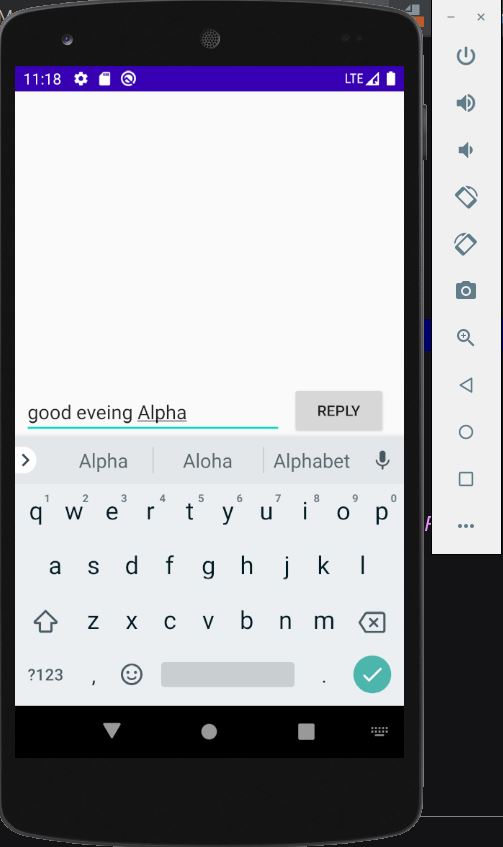 11:18 LTE
good eveing Alpha REPLY
Alpha Aloha Alphabet
1 2 3 4 5 6 7 8 9 0
q w e r t y u i o p
a s d f g h j k l
z x c v b n m
?123 , .